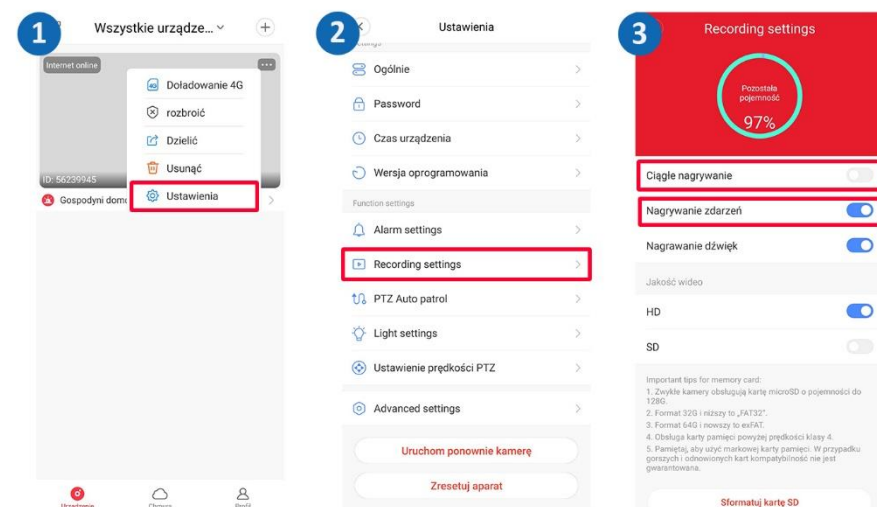 1
Wszystkie urządze...
Internet online
Doładowanie 4G
rozbroić
Dzielić
Usunąć
Ustawienia
ID: 56239945
Gospodyni domo
Urządzenie
Chmura
Profil
2
Ustawienia
Ogólnie
Password
Czas urządzenia
Wersja oprogramowania
Function settings
Alarm settings
Recording settings
PTZ Auto patrol
Light settings
Ustawienie prędkości PTZ
Advanced settings
Uruchom ponownie kamerę
Zresetuj aparat
3
Recording settings
Pozostała
pojemność
97%
Ciągłe nagrywanie
Nagrywanie zdarzeń
Nagrawanie dźwięk
Jakość wideo
HD
SD
Important tips for memory card:
1. Zwykłe kamery obsługują kartę microSD o pojemności do
128G.
2. Format 32G i niższy to „FAT32".
3. Format 64G i nowszy to exFAT.
4. Obsługa karty pamięci powyżej prędkości klasy 4.
5. Pamiętaj, aby użyć markowej karty pamięci. W przypadku
gorszych i odnowionych kart kompatybilność nie jest
gwarantowana.
Sformatuj kartę SD